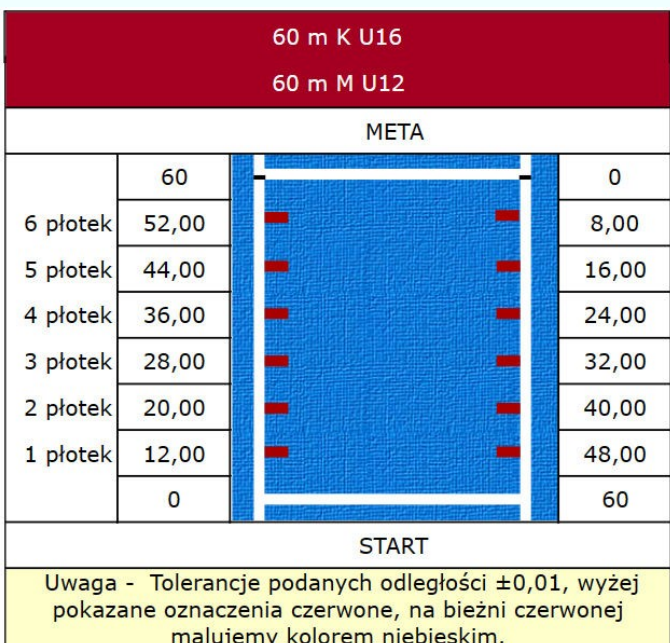 60 m K U16
60 m M U12
META
60 0
6 płotek 52,00 8,00
5 płotek 44,00 16,00
4 płotek 36,00 24,00
3 płotek 28,00 32,00
2 płotek 20,00 40,00
1 płotek 12,00 48,00
0 60
START
Uwaga - Tolerancje podanych odległości ±0,01, wyżej
pokazane oznaczenia czerwone, na bieżni czerwonej
malujemy kolorem niebieskim.